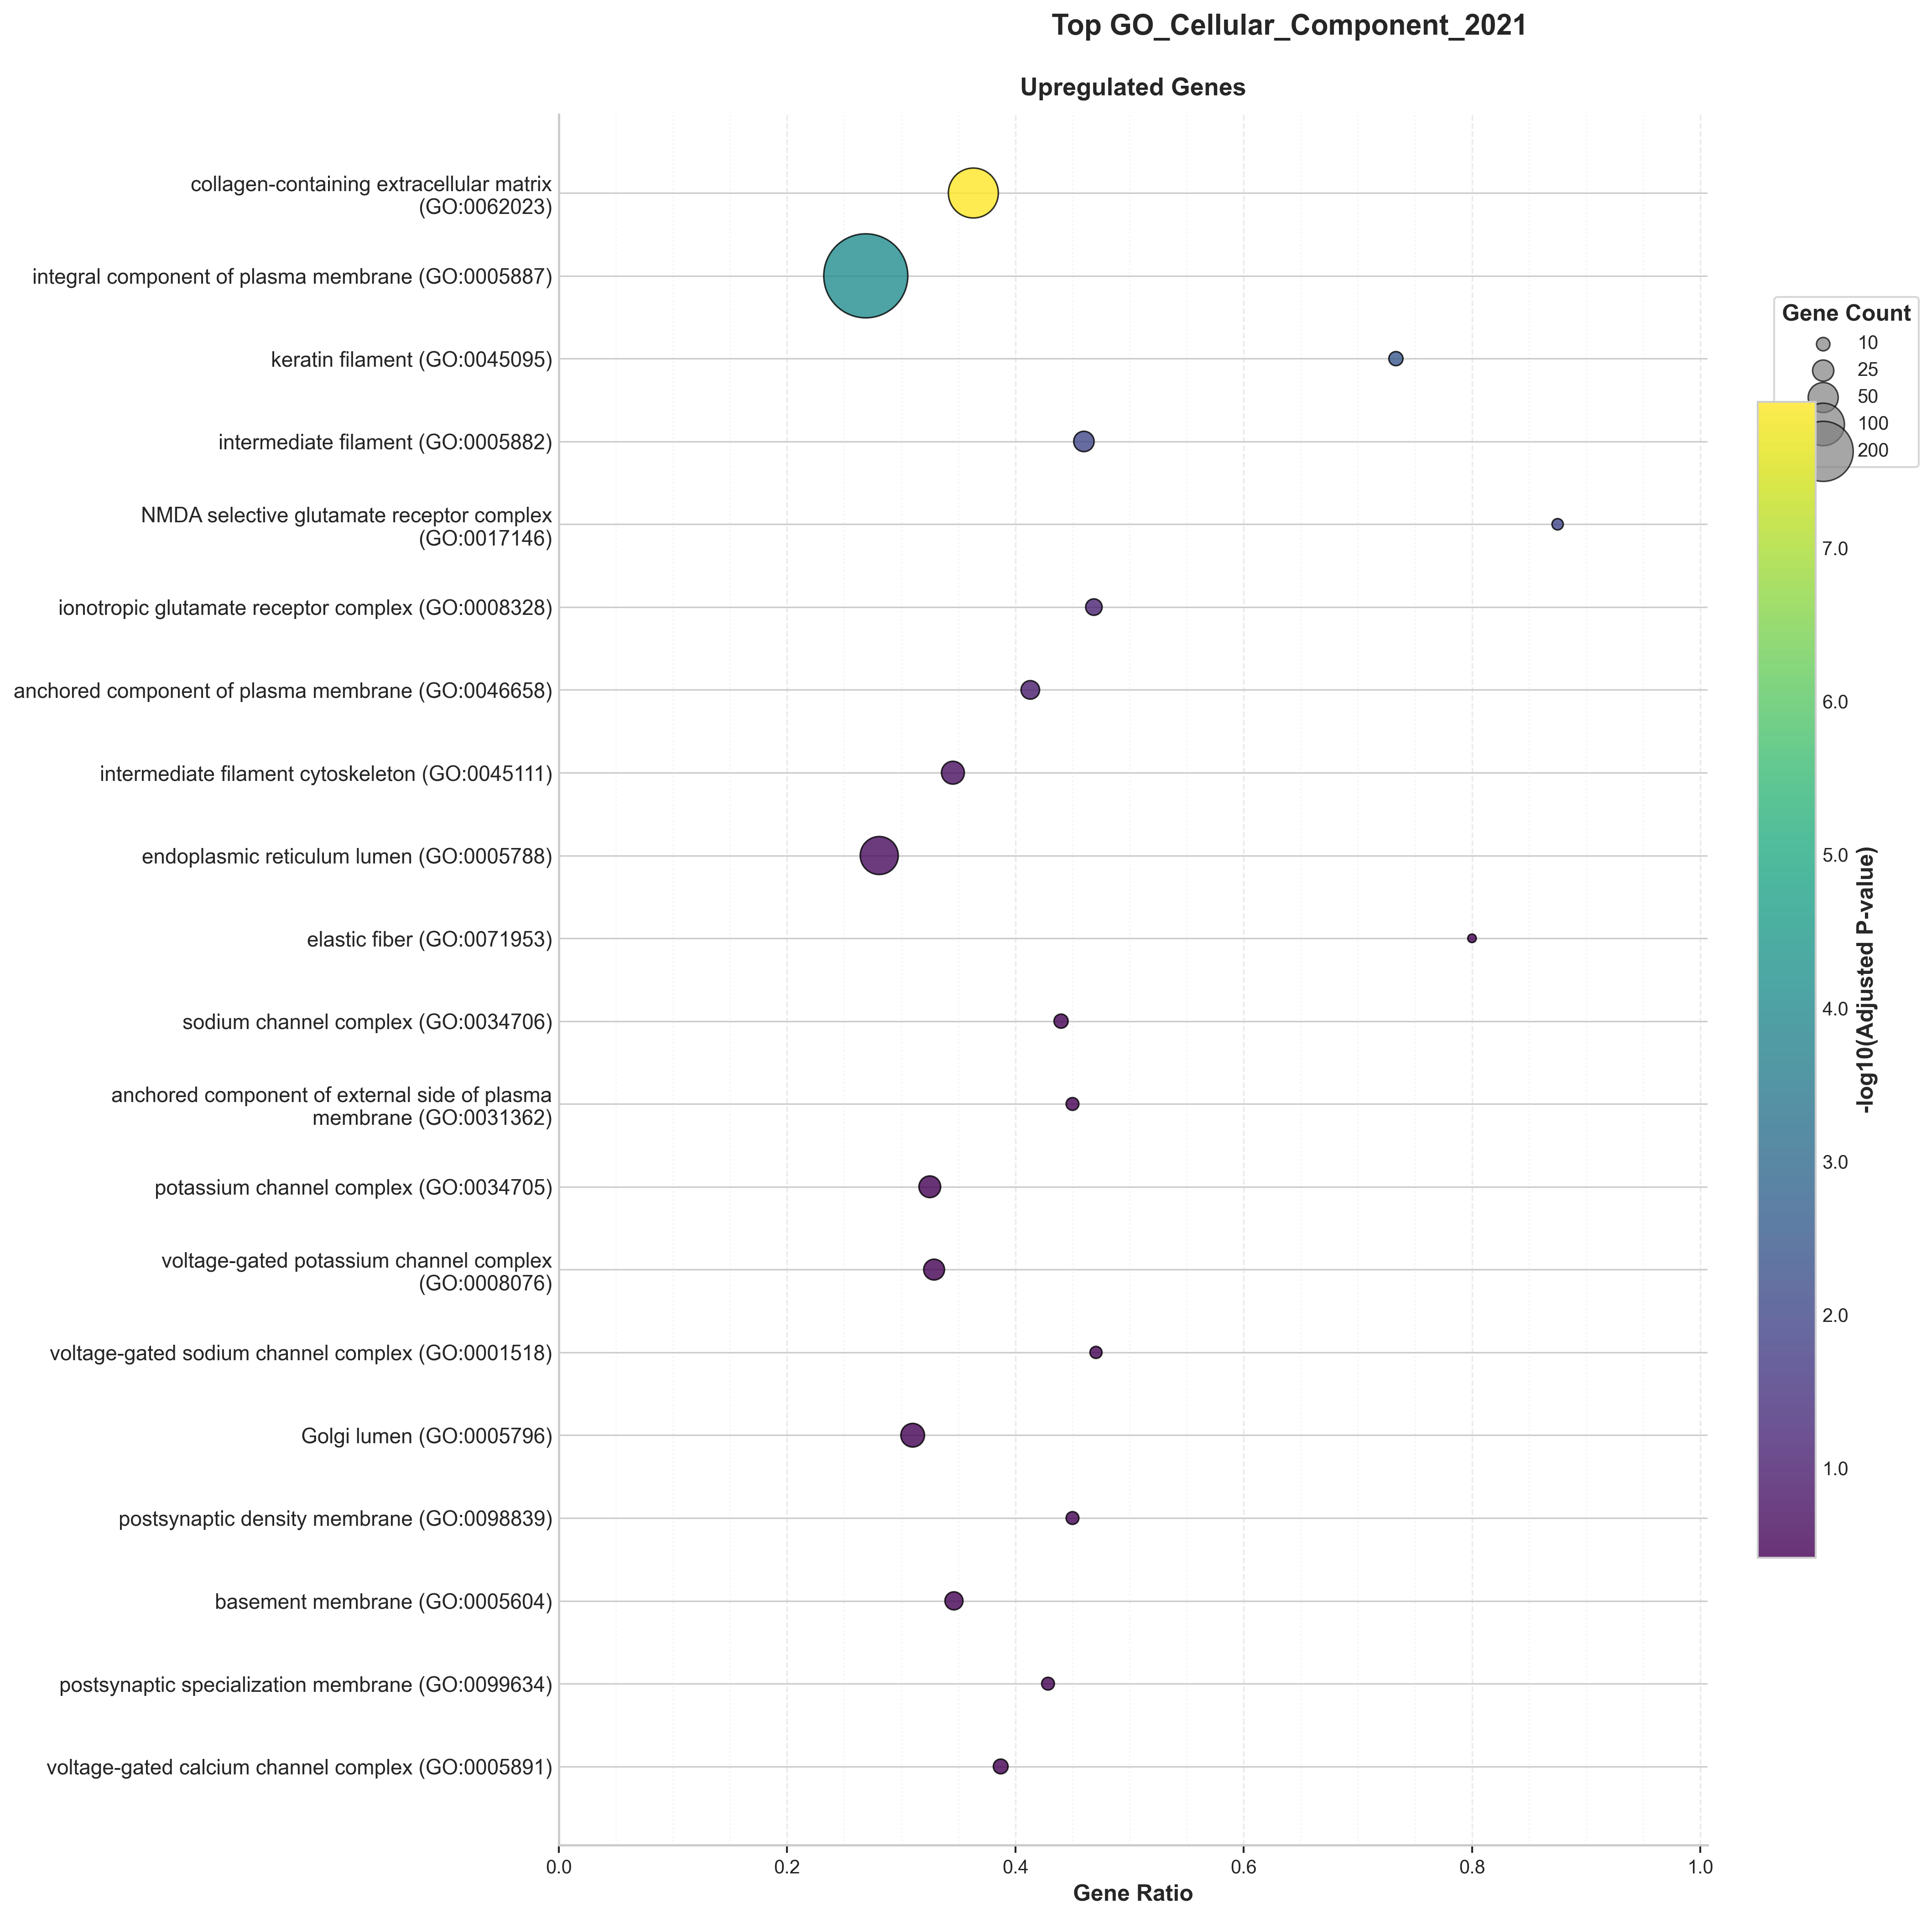 Top GO_Cellular_Component_2021
Upregulated Genes
collagen-containing extracellular matrix
(GO:0062023)
integral component of plasma membrane (GO:0005887)
keratin filament (GO:0045095)
intermediate filament (GO:0005882)
NMDA selective glutamate receptor complex
(GO:0017146)
ionotropic glutamate receptor complex (GO:0008328)
anchored component of plasma membrane (GO:0046658)
intermediate filament cytoskeleton (GO:0045111)
endoplasmic reticulum lumen (GO:0005788)
elastic fiber (GO:0071953)
sodium channel complex (GO:0034706)
anchored component of external side of plasma
membrane (GO:0031362)
potassium channel complex (GO:0034705)
voltage-gated potassium channel complex
(GO:0008076)
voltage-gated sodium channel complex (GO:0001518)
Golgi lumen (GO:0005796)
postsynaptic density membrane (GO:0098839)
basement membrane (GO:0005604)
postsynaptic specialization membrane (GO:0099634)
voltage-gated calcium channel complex (GO:0005891)
0.0 0.2 0.4 0.6 0.8 1.0
Gene Ratio
Gene Count
10
25
50
100
200
7.0
6.0
5.0
4.0
3.0
2.0
1.0
-log10(Adjusted P-value)